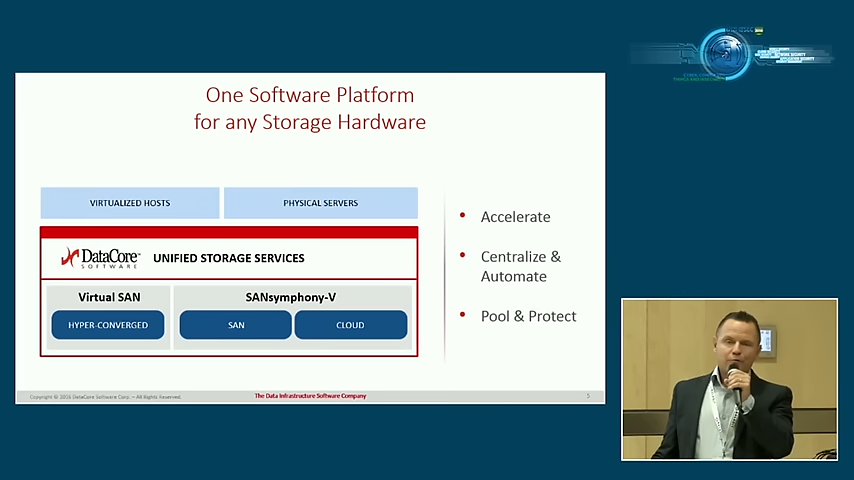 One Software Platform
for any Storage Hardware
VIRTUALIZED HOSTS
PHYSICAL SERVERS
DataCore
SOFTWARE
UNIFIED STORAGE SERVICES
Virtual SAN
SANsymphony-V
HYPER-CONVERGED
SAN
CLOUD
• Accelerate
• Centralize &
Automate
• Pool & Protect
Copyright © 2016 DataCore Software Corp. – All Rights Reserved.
The Data Infrastructure Software Company
5